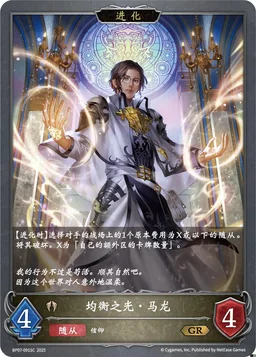 进化
【进化时】选择对手的战场上的1个原本费用为X或以下的随从。
将其破坏。X为「自己的额外区的卡牌数量」。
我的行为不过是苟活。顺其自然吧。
因为这个世界对人意外地温柔。
均衡之光·马龙
4
4
随从
信仰
GR
BP07-091SC 2025
© Cygames, Inc. Published by NetEase Games.